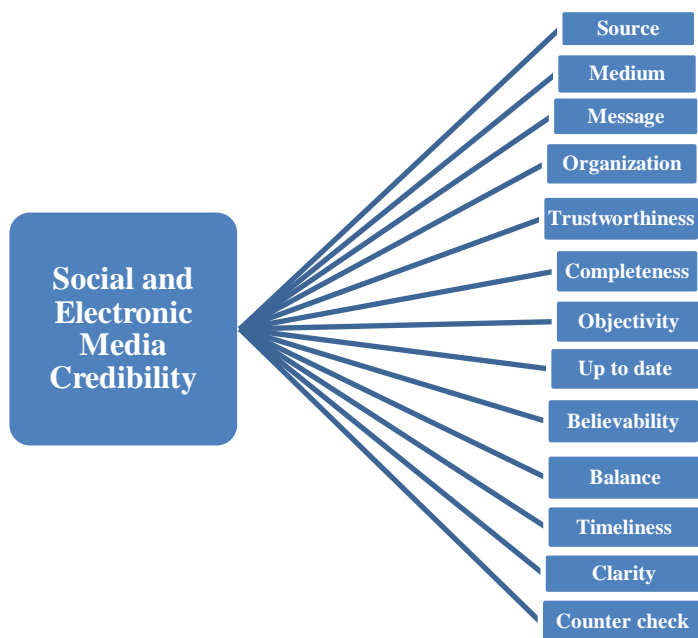 Social and
Electronic
Media
Credibility
Source
Medium
Message
Organization
Trustworthiness
Completeness
Objectivity
Up to date
Believability
Balance
Timeliness
Clarity
Counter check